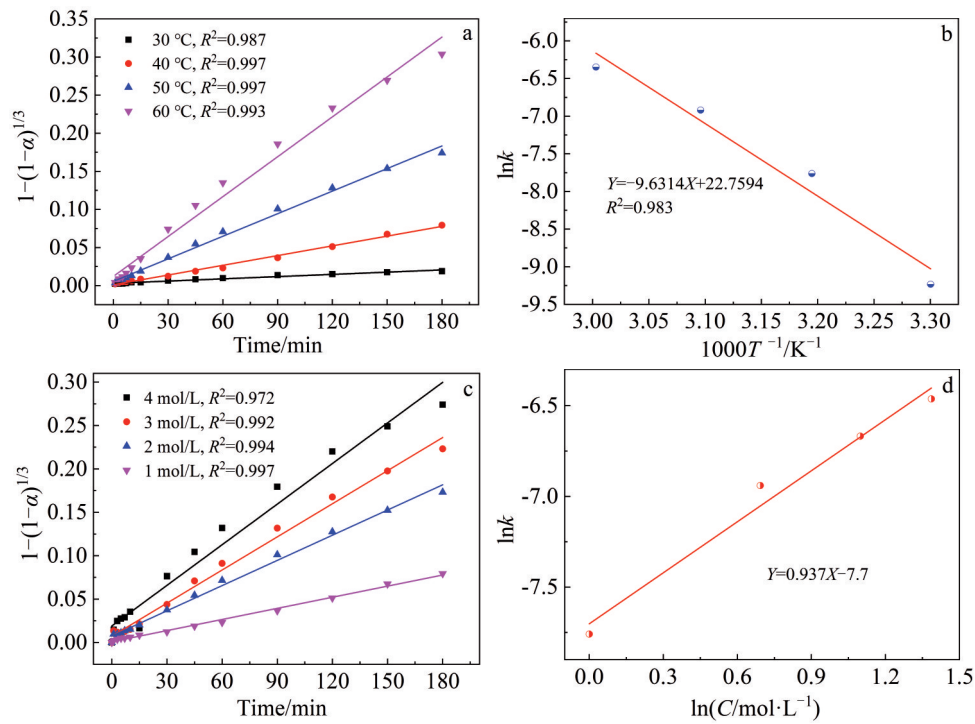 a
30 °C, R²=0.987
40 °C, R²=0.997
50 °C, R²=0.997
60 °C, R²=0.993
0.35
0.30
0.25
0.20
0.15
0.10
0.05
0.00
1−(1−α)^1/3
0 30 60 90 120 150 180
Time/min
b
-6.0
-6.5
-7.0
-7.5
-8.0
-8.5
-9.0
-9.5
lnk
Y=−9.6314X+22.7594
R²=0.983
3.00 3.05 3.10 3.15 3.20 3.25 3.30
1000T⁻¹/K⁻¹
c
4 mol/L, R²=0.972
3 mol/L, R²=0.992
2 mol/L, R²=0.994
1 mol/L, R²=0.997
0.30
0.25
0.20
0.15
0.10
0.05
0.00
1−(1−α)^1/3
0 30 60 90 120 150 180
Time/min
d
-6.5
-7.0
-7.5
lnk
Y=0.937X−7.7
0.0 0.3 0.6 0.9 1.2 1.5
ln(C/mol·L⁻¹)